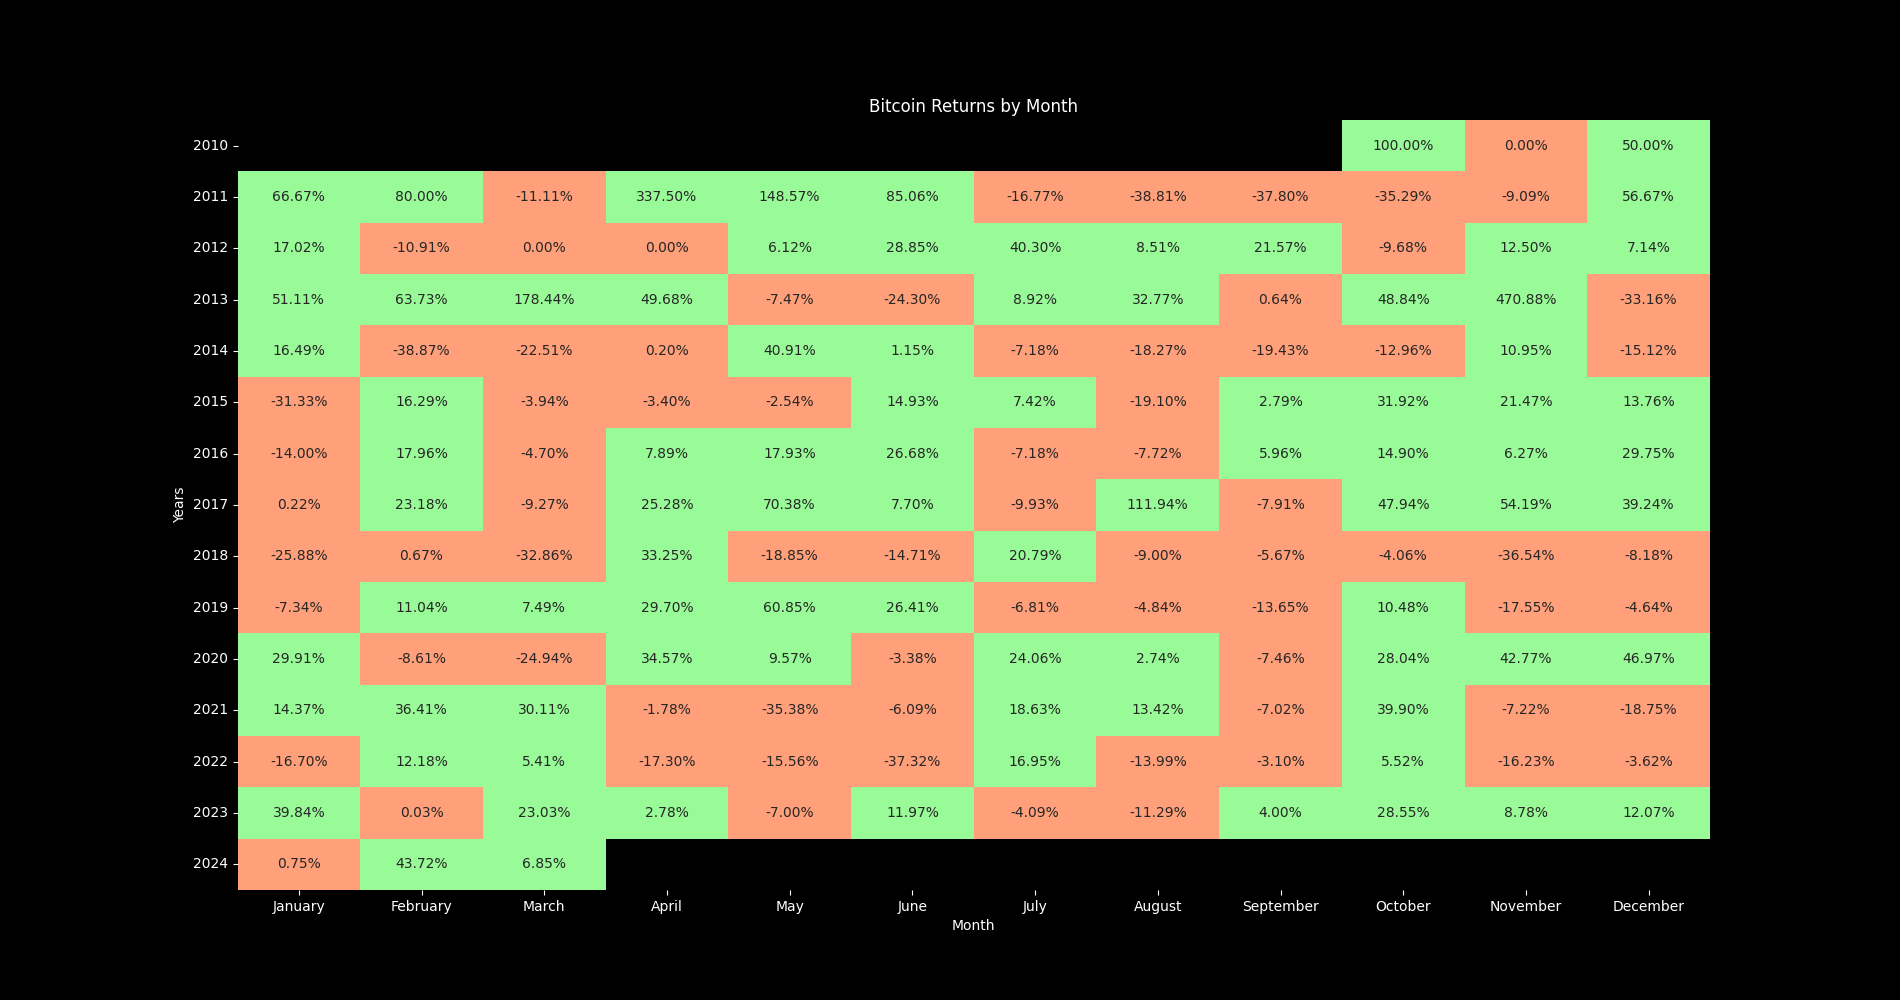 Bitcoin Returns by Month
2010 100.00% 0.00% 50.00%
2011 66.67% 80.00% -11.11% 337.50% 148.57% 85.06% -16.77% -38.81% -37.80% -35.29% -9.09% 56.67%
2012 17.02% -10.91% 0.00% 0.00% 6.12% 28.85% 40.30% 8.51% 21.57% -9.68% 12.50% 7.14%
2013 51.11% 63.73% 178.44% 49.68% -7.47% -24.30% 8.92% 32.77% 0.64% 48.84% 470.88% -33.16%
2014 16.49% -38.87% -22.51% 0.20% 40.91% 1.15% -7.18% -18.27% -19.43% -12.96% 10.95% -15.12%
2015 -31.33% 16.29% -3.94% -3.40% -2.54% 14.93% 7.42% -19.10% 2.79% 31.92% 21.47% 13.76%
2016 -14.00% 17.96% -4.70% 7.89% 17.93% 26.68% -7.18% -7.72% 5.96% 14.90% 6.27% 29.75%
2017 0.22% 23.18% -9.27% 25.28% 70.38% 7.70% -9.93% 111.94% -7.91% 47.94% 54.19% 39.24%
2018 -25.88% 0.67% -32.86% 33.25% -18.85% -14.71% 20.79% -9.00% -5.67% -4.06% -36.54% -8.18%
2019 -7.34% 11.04% 7.49% 29.70% 60.85% 26.41% -6.81% -4.84% -13.65% 10.48% -17.55% -4.64%
2020 29.91% -8.61% -24.94% 34.57% 9.57% -3.38% 24.06% 2.74% -7.46% 28.04% 42.77% 46.97%
2021 14.37% 36.41% 30.11% -1.78% -35.38% -6.09% 18.63% 13.42% -7.02% 39.90% -7.22% -18.75%
2022 -16.70% 12.18% 5.41% -17.30% -15.56% -37.32% 16.95% -13.99% -3.10% 5.52% -16.23% -3.62%
2023 39.84% 0.03% 23.03% 2.78% -7.00% 11.97% -4.09% -11.29% 4.00% 28.55% 8.78% 12.07%
2024 0.75% 43.72% 6.85%
Years
January February March April May June July August September October November December
Month